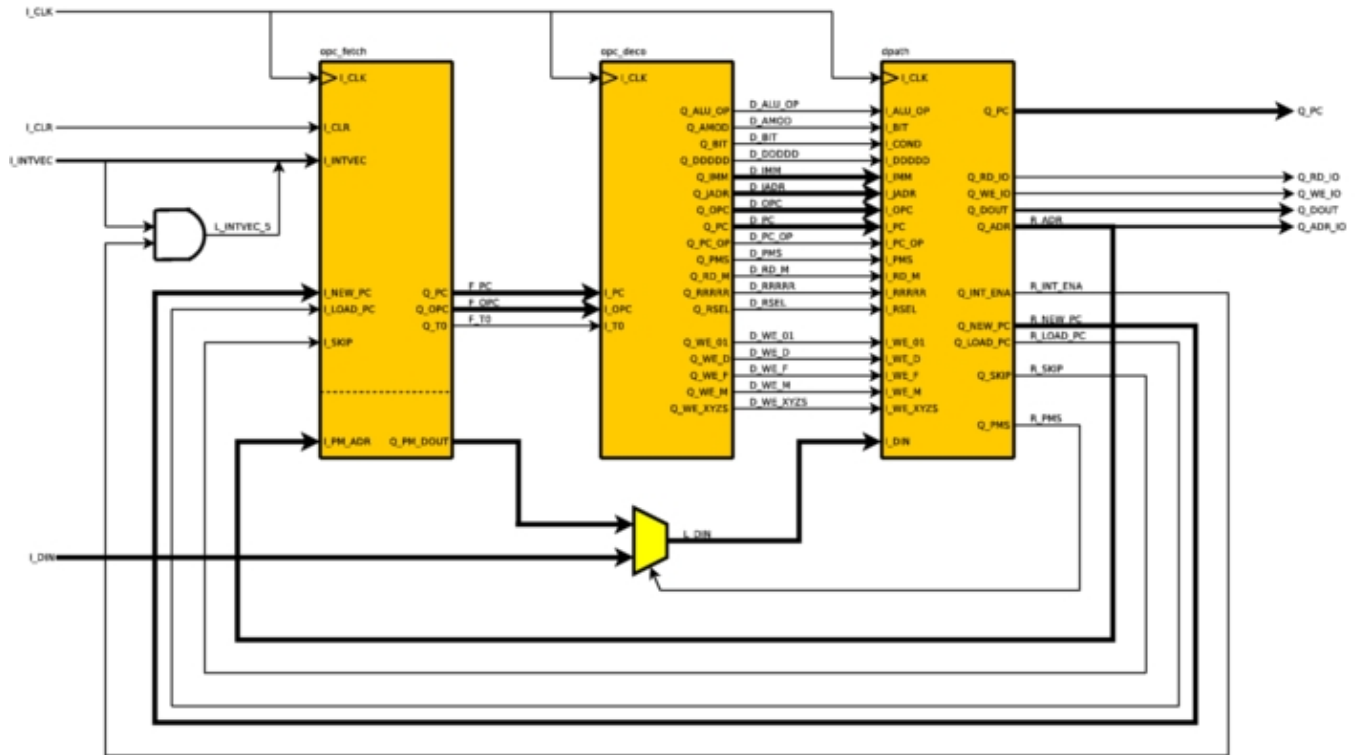 I_CLK
opc_fetch
opc_deco
dpath
I_CLK
I_CLK
I_CLK
Q_ALU_OP D_ALU_OP I_ALU_OP Q_PC Q_PC
I_CLR I_CLR Q_AMOD D_AMOD I_BIT
Q_BIT D_BIT I_COND
I_INTVEC I_INTVEC Q_DDDDD D_DDDDD I_DDDDD
Q_IMM D_IMM I_IMM Q_RD_IO Q_RD_IO
Q_JADR D_JADR I_JADR Q_WE_IO Q_WE_IO
Q_OPC D_OPC I_OPC Q_DOUT Q_DOUT
L_INTVEC_5 Q_PC D_PC I_PC Q_ADR R_ADR Q_ADR_IO
Q_PC_OP D_PC_OP I_PC_OP
Q_PMS D_PMS I_PMS
Q_RD_M D_RD_M I_RD_M
I_NEW_PC Q_PC F_PC I_PC Q_RRRRR D_RRRRR I_RRRRR Q_INT_ENA R_INT_ENA
I_LOAD_PC Q_OPC F_OPC I_OPC Q_RSEL D_RSEL I_RSEL
Q_T0 F_T0 I_T0 Q_NEW_PC R_NEW_PC
I_SKIP Q_WE_01 D_WE_01 I_WE_01 Q_LOAD_PC R_LOAD_PC
Q_WE_D D_WE_D I_WE_D
Q_WE_F D_WE_F I_WE_F Q_SKIP R_SKIP
Q_WE_M D_WE_M I_WE_M
Q_WE_XYZS D_WE_XYZS I_WE_XYZS
Q_PMS R_PMS
I_PM_ADR Q_PM_DOUT I_DIN
L_DIN
I_DIN